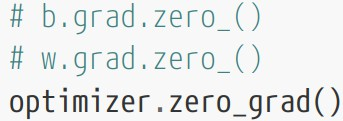 # b.grad.zero_()
# w.grad.zero_()
optimizer.zero_grad()